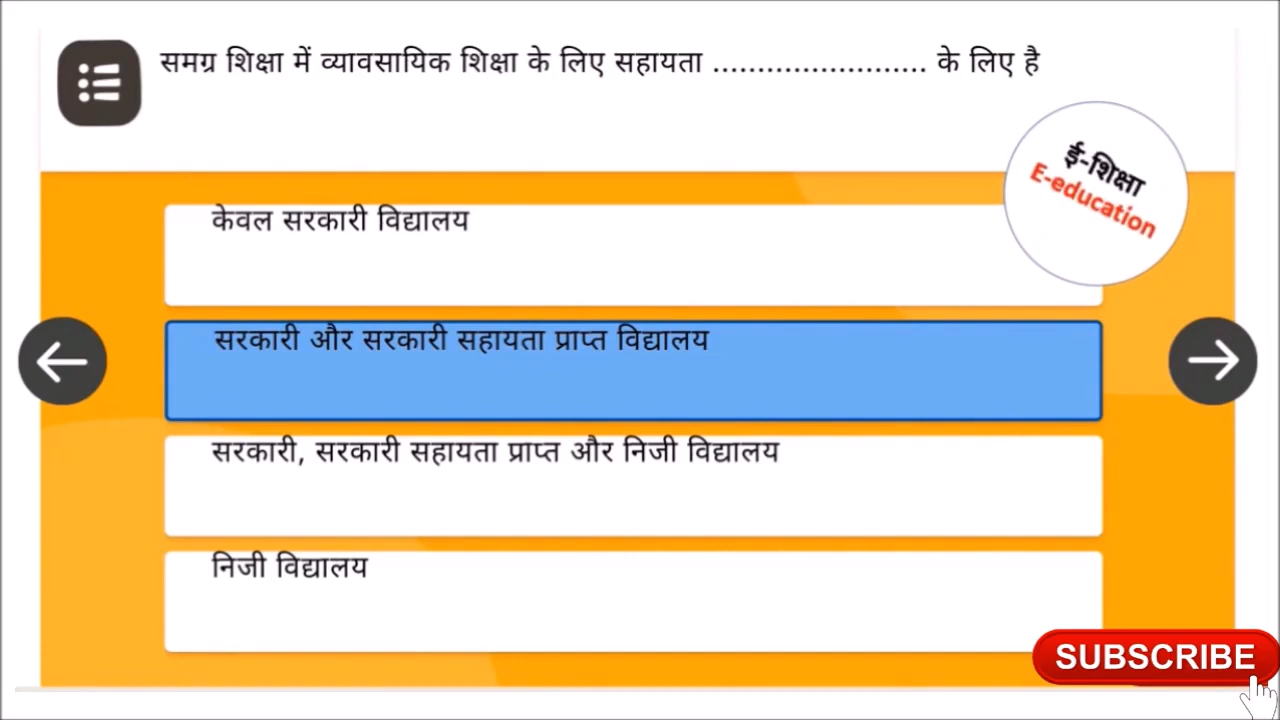 समग्र शिक्षा में व्यावसायिक शिक्षा के लिए सहायता ........................ के लिए है
ई-शिक्षा
E-education
केवल सरकारी विद्यालय
सरकारी और सरकारी सहायता प्राप्त विद्यालय
सरकारी, सरकारी सहायता प्राप्त और निजी विद्यालय
निजी विद्यालय
SUBSCRIBE